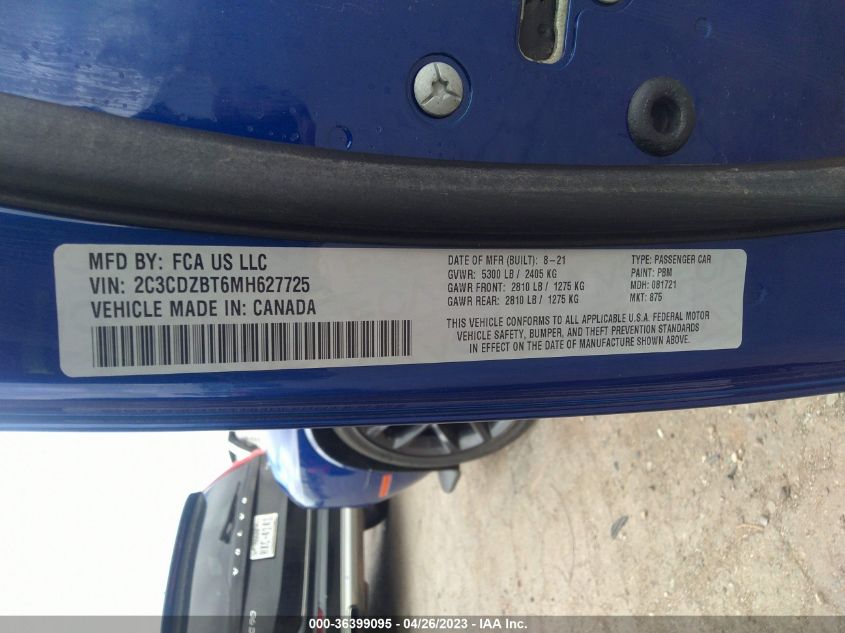 MFD BY: FCA US LLC
VIN: 2C3CDZBT6MH627725
VEHICLE MADE IN: CANADA
DATE OF MFR (BUILT): 8-21
GVWR: 5300 LB / 2405 KG
GAWR FRONT: 2810 LB / 1275 KG
GAWR REAR: 2810 LB / 1275 KG
TYPE: PASSENGER CAR
PAINT: PBM
MDH: 081721
MKT: 875
THIS VEHICLE CONFORMS TO ALL APPLICABLE U.S.A. FEDERAL MOTOR
VEHICLE SAFETY, BUMPER, AND THEFT PREVENTION STANDARDS
IN EFFECT ON THE DATE OF MANUFACTURE SHOWN ABOVE.
000-36399095 - 04/26/2023 - IAA Inc.